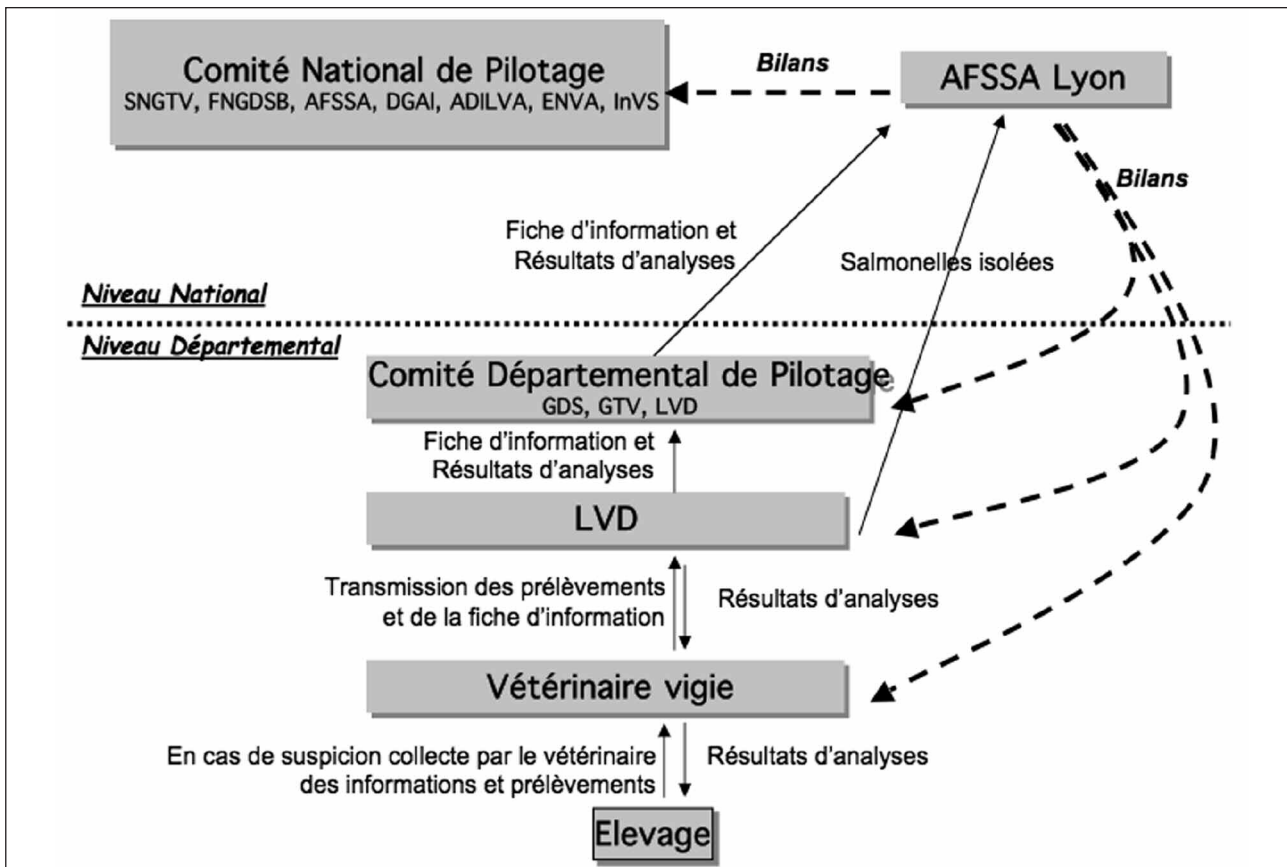 Comité National de Pilotage
SNGTV, FNGDSB, AFSSA, DGAl, ADILVA, ENVA, InVS
Bilans
AFSSA Lyon
Bilans
Fiche d'information et
Résultats d'analyses
Salmonelles isolées
Niveau National
Niveau Départemental
Comité Départemental de Pilotage
GDS, GTV, LVD
Fiche d'information et
Résultats d'analyses
LVD
Transmission des prélèvements
et de la fiche d'information
Résultats d'analyses
Vétérinaire vigie
En cas de suspicion collecte par le vétérinaire
des informations et prélèvements
Résultats d'analyses
Elevage